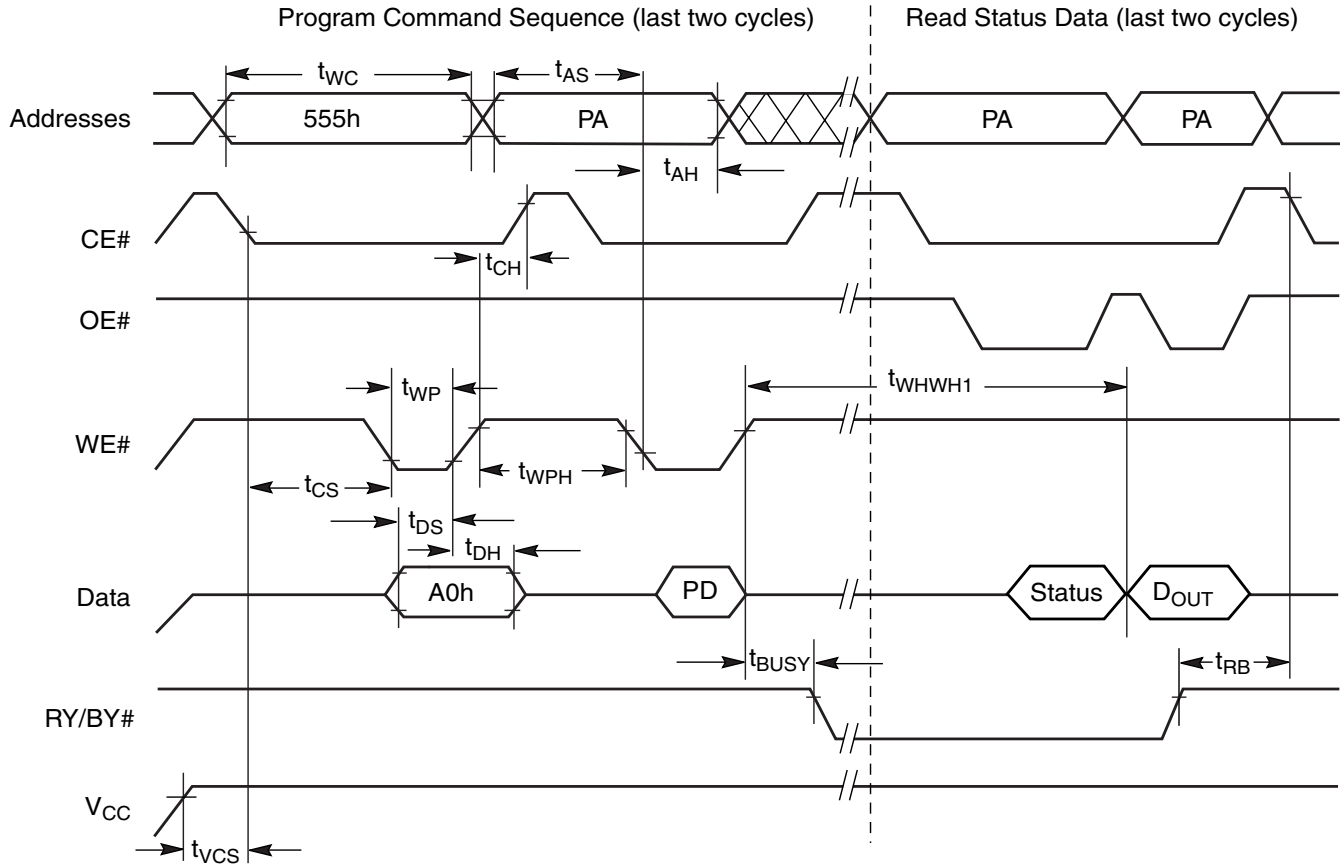 Program Command Sequence (last two cycles)
Read Status Data (last two cycles)
tWC
tAS
Addresses
555h
PA
PA
PA
tAH
CE#
tCH
OE#
tWP
tWHWH1
WE#
tCS
tWPH
tDS
tDH
Data
A0h
PD
Status
DOUT
tBUSY
tRB
RY/BY#
VCC
tVCS